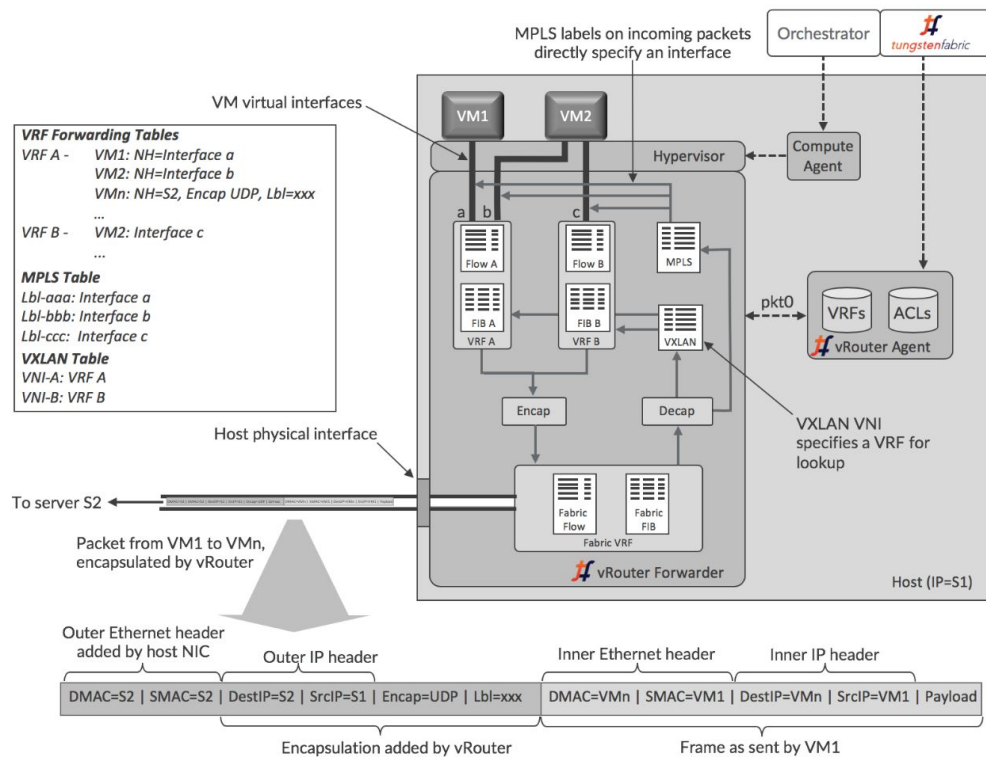 MPLS labels on incoming packets
directly specify an interface
Orchestrator
tungstenfabric
VM virtual interfaces
VM1
VM2
Hypervisor
Compute
Agent
VRF Forwarding Tables
VRF A - VM1: NH=Interface a
VM2: NH=Interface b
VMn: NH=S2, Encap UDP, Lbl=xxx
...
VRF B - VM2: Interface c
...
MPLS Table
Lbl-aaa: Interface a
Lbl-bbb: Interface b
Lbl-ccc: Interface c
VXLAN Table
VNI-A: VRF A
VNI-B: VRF B
a
b
c
Flow A
Flow B
MPLS
FIB A
FIB B
VXLAN
VRF A
VRF B
pkt0
VRFs
ACLs
vRouter Agent
Encap
Decap
VXLAN VNI
specifies a VRF for
lookup
Host physical interface
To server S2
Fabric
Flow
Fabric
FIB
Fabric VRF
vRouter Forwarder
Host (IP=S1)
Packet from VM1 to VMn,
encapsulated by vRouter
Outer Ethernet header
added by host NIC
Outer IP header
Inner Ethernet header
Inner IP header
DMAC=S2 | SMAC=S2 | DestIP=S2 | SrcIP=S1 | Encap=UDP | Lbl=xxx | DMAC=VMn | SMAC=VM1 | DestIP=VMn | SrcIP=VM1 | Payload
Encapsulation added by vRouter
Frame as sent by VM1